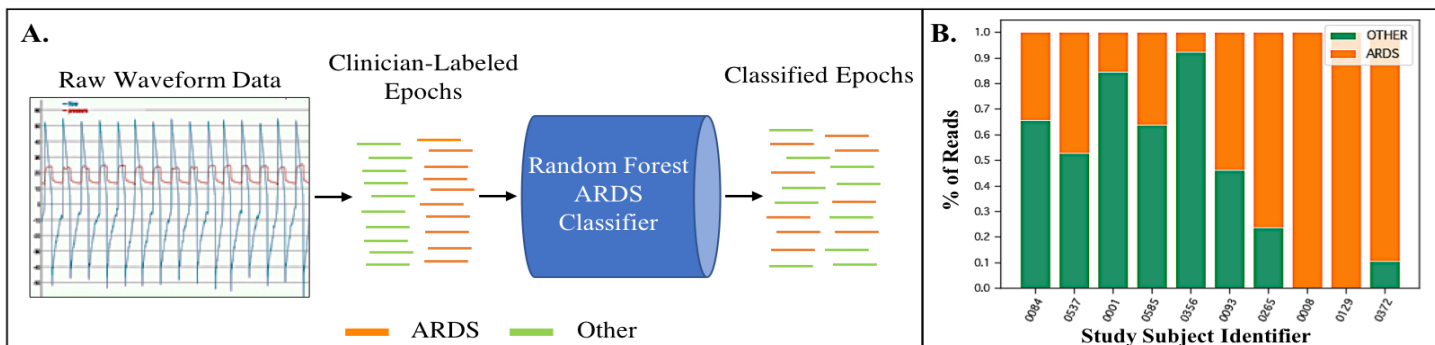 A.
Raw Waveform Data
Clinician-Labeled
Epochs
Random Forest
ARDS
Classifier
Classified Epochs
ARDS
Other
B.
OTHER
ARDS
% of Reads
1.0
0.9
0.8
0.7
0.6
0.5
0.4
0.3
0.2
0.1
0.0
0084
0537
0001
0585
0356
0093
0265
0008
0129
0372
Study Subject Identifier